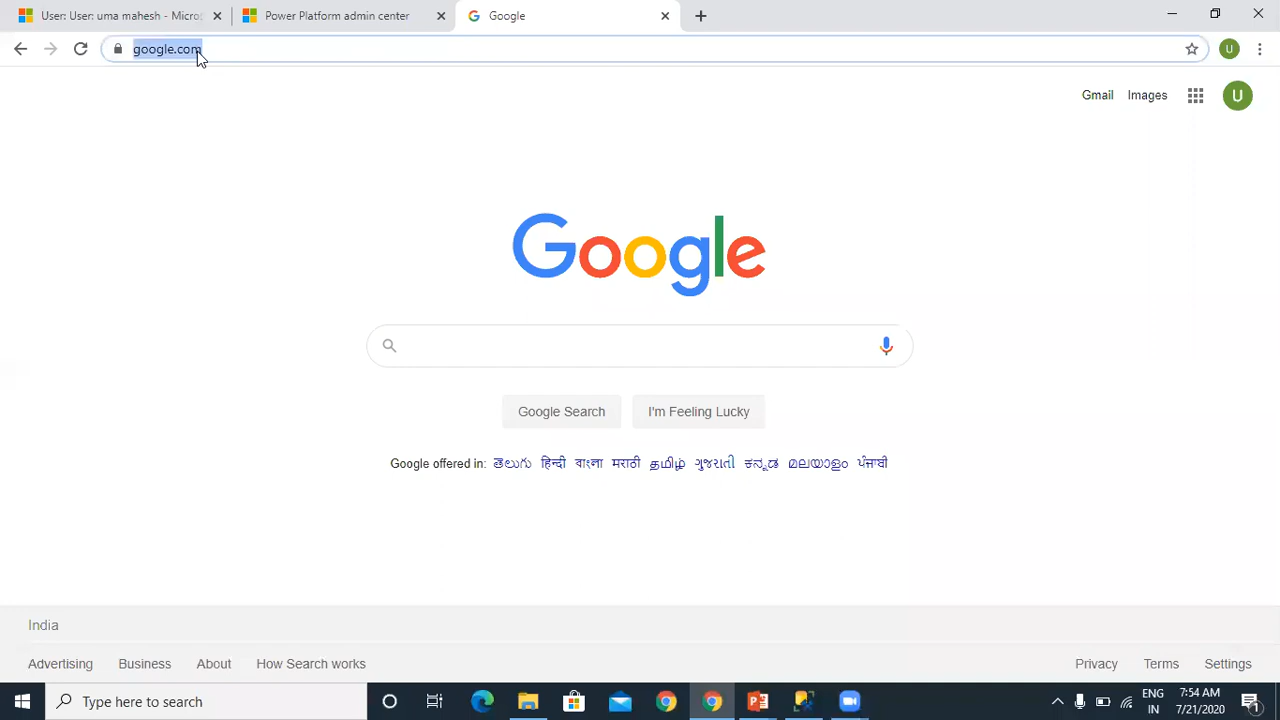 User: User: uma mahesh - Micros
Power Platform admin center
Google
google.com
U
Gmail Images U
Google
Google Search I'm Feeling Lucky
Google offered in: తెలుగు हिन्दी বাংলা मराठी தமிழ் ગુજરાતી ಕನ್ನಡ മലയാളം ਪੰਜਾਬੀ
India
Advertising Business About How Search works Privacy Terms Settings
Type here to search
ENG
IN
7:54 AM
7/21/2020
1